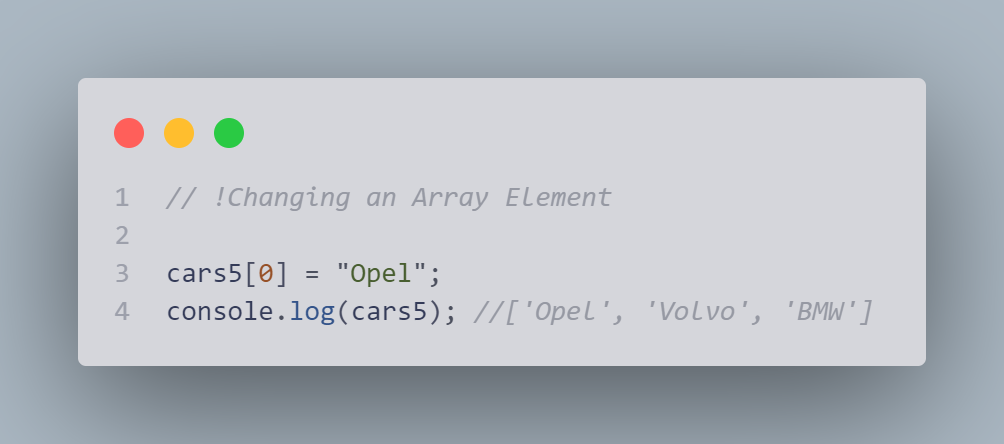 1 // !Changing an Array Element
2
3 cars5[0] = "Opel";
4 console.log(cars5); //['Opel', 'Volvo', 'BMW']